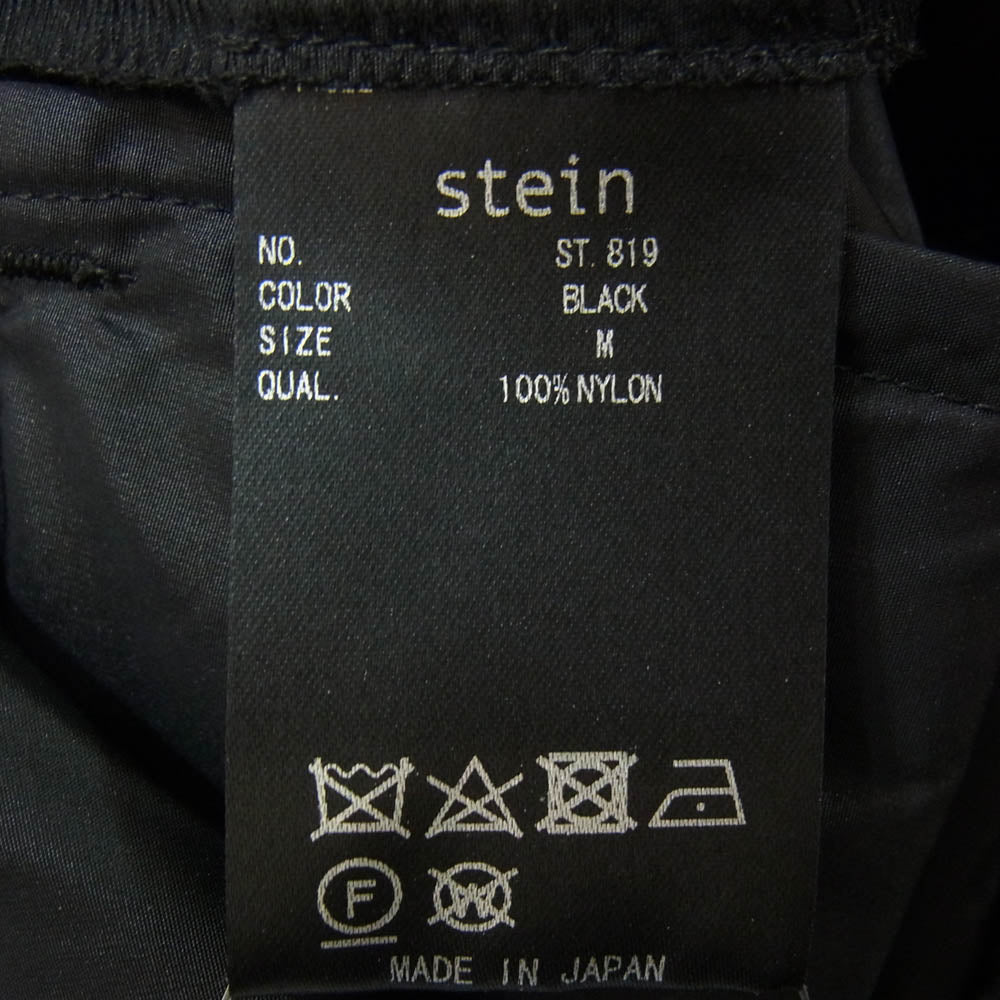 stein
NO. ST. 819
COLOR BLACK
SIZE M
QUAL. 100% NYLON
F W
MADE IN JAPAN